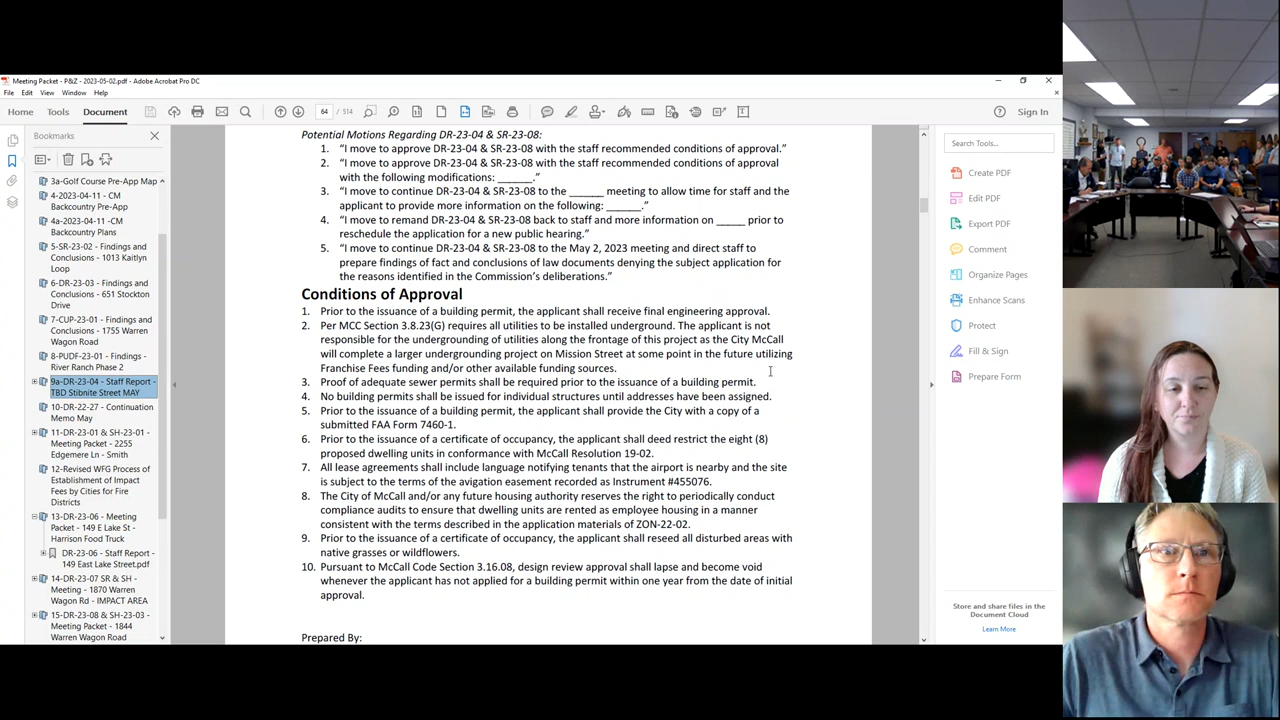 Meeting Packet - P&Z - 2023-05-02.pdf - Adobe Acrobat Pro DC
File Edit View Window Help
Home Tools Document
64 / 514
Sign In
Bookmarks
3a-Golf Course Pre-App Map
4-2023-04-11 - CM
Backcountry Pre-App
4a-2023-04-11 -CM
Backcountry Plans
5-SR-23-02 - Findings and
Conclusions - 1013 Kaitlyn
Loop
6-DR-23-03 - Findings and
Conclusions - 651 Stockton
Drive
7-CUP-23-01 - Findings and
Conclusions - 1755 Warren
Wagon Road
8-PUDF-23-01 - Findings -
River Ranch Phase 2
9a-DR-23-04 - Staff Report -
TBD Stibnite Street MAY
10-DR-22-27 - Continuation
Memo May
11-DR-23-01 & SH-23-01 -
Meeting Packet - 2255
Edgemere Ln - Smith
12-Revised WFG Process of
Establishment of Impact
Fees by Cities for Fire
Districts
13-DR-23-06 - Meeting
Packet - 149 E Lake St -
Harrison Food Truck
DR-23-06 - Staff Report -
149 East Lake Street.pdf
14-DR-23-07 SR & SH -
Meeting Packet - 1870 Warren
Wagon Rd - IMPACT AREA
15-DR-23-08 & SH-23-03 -
Meeting Packet - 1844
Warren Wagon Road
Potential Motions Regarding DR-23-04 & SR-23-08:
1. “I move to approve DR-23-04 & SR-23-08 with the staff recommended conditions of approval.”
2. “I move to approve DR-23-04 & SR-23-08 with the staff recommended conditions of approval
with the following modifications: ______.”
3. “I move to continue DR-23-04 & SR-23-08 to the ______ meeting to allow time for staff and the
applicant to provide more information on the following: ______.”
4. “I move to remand DR-23-04 & SR-23-08 back to staff and more information on _____ prior to
reschedule the application for a new public hearing.”
5. “I move to continue DR-23-04 & SR-23-08 to the May 2, 2023 meeting and direct staff to
prepare findings of fact and conclusions of law documents denying the subject application for
the reasons identified in the Commission’s deliberations.”
Conditions of Approval
1. Prior to the issuance of a building permit, the applicant shall receive final engineering approval.
2. Per MCC Section 3.8.23(G) requires all utilities to be installed underground. The applicant is not
responsible for the undergrounding of utilities along the frontage of this project as the City McCall
will complete a larger undergrounding project on Mission Street at some point in the future utilizing
Franchise Fees funding and/or other available funding sources.
3. Proof of adequate sewer permits shall be required prior to the issuance of a building permit.
4. No building permits shall be issued for individual structures until addresses have been assigned.
5. Prior to the issuance of a building permit, the applicant shall provide the City with a copy of a
submitted FAA Form 7460-1.
6. Prior to the issuance of a certificate of occupancy, the applicant shall deed restrict the eight (8)
proposed dwelling units in conformance with McCall Resolution 19-02.
7. All lease agreements shall include language notifying tenants that the airport is nearby and the site
is subject to the terms of the avigation easement recorded as Instrument #455076.
8. The City of McCall and/or any future housing authority reserves the right to periodically conduct
compliance audits to ensure that dwelling units are rented as employee housing in a manner
consistent with the terms described in the application materials of ZON-22-02.
9. Prior to the issuance of a certificate of occupancy, the applicant shall reseed all disturbed areas with
native grasses or wildflowers.
10. Pursuant to McCall Code Section 3.16.08, design review approval shall lapse and become void
whenever the applicant has not applied for a building permit within one year from the date of initial
approval.
Prepared By:
Search Tools...
Create PDF
Edit PDF
Export PDF
Comment
Organize Pages
Enhance Scans
Protect
Fill & Sign
Prepare Form
Store and share files in the
Document Cloud
Learn More